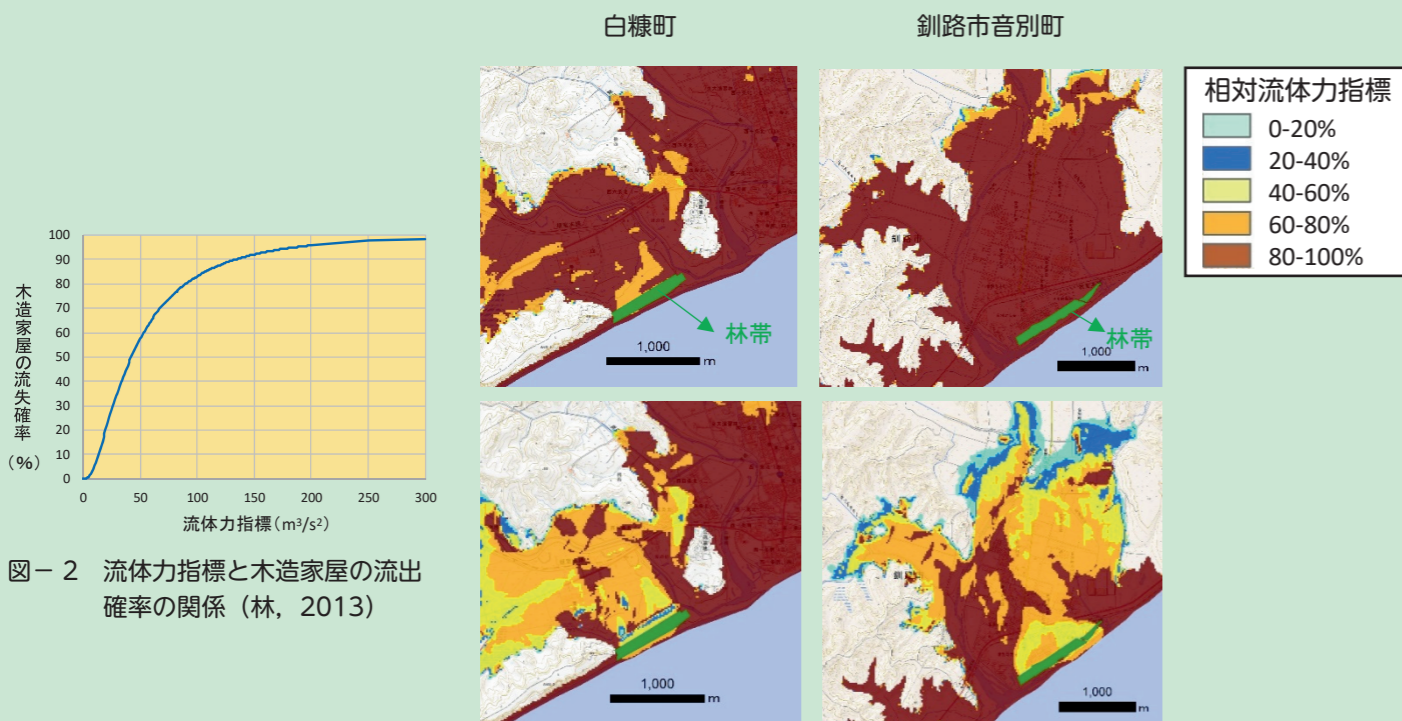 白糠町
釧路市音別町
相対流体力指標
0-20%
20-40%
40-60%
60-80%
80-100%
林帯
1,000
m
林帯
1,000
m
100
90
80
70
60
50
40
30
20
10
0
木造家屋の流失確率
(%)
0 50 100 150 200 250 300
流体力指標(m³/s²)
図－2 流体力指標と木造家屋の流出
確率の関係（林，2013）
1,000
m
1,000
m